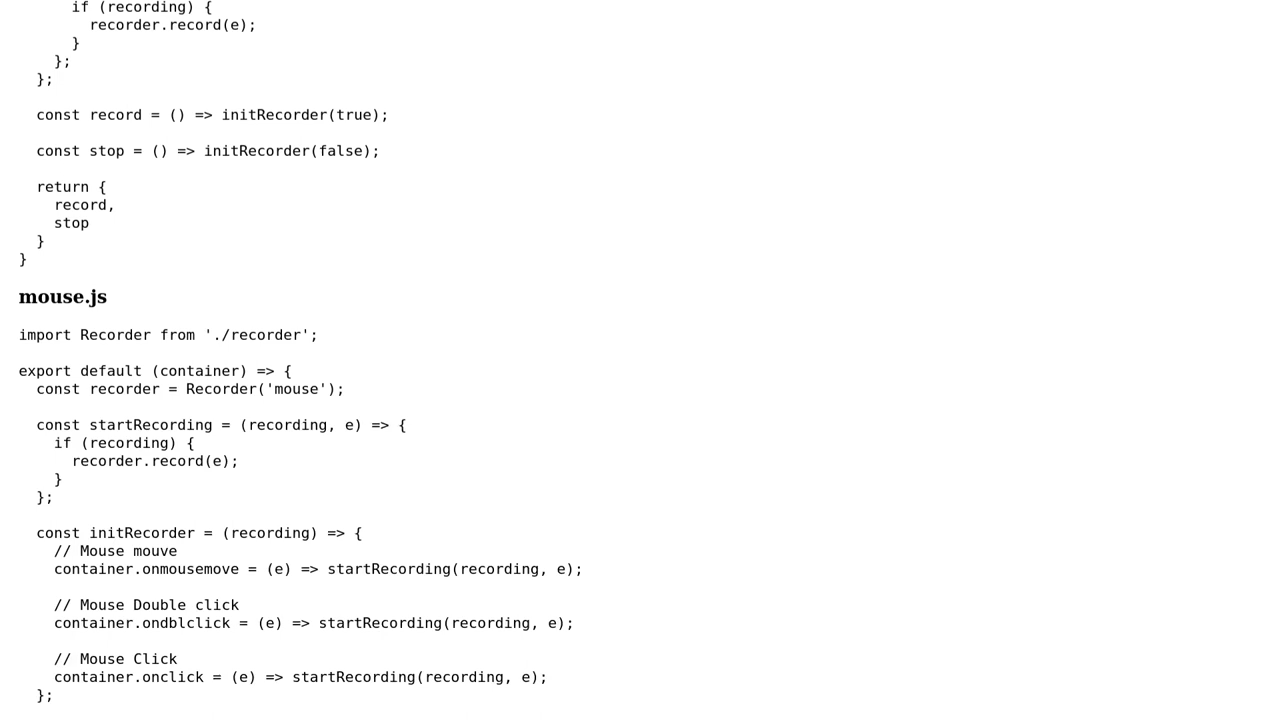 if (recording) {
        recorder.record(e);
      }
    };
  };

  const record = () => initRecorder(true);

  const stop = () => initRecorder(false);

  return {
    record,
    stop
  }
}
mouse.js
import Recorder from './recorder';

export default (container) => {
  const recorder = Recorder('mouse');

  const startRecording = (recording, e) => {
    if (recording) {
      recorder.record(e);
    }
  };

  const initRecorder = (recording) => {
    // Mouse mouve
    container.onmousemove = (e) => startRecording(recording, e);

    // Mouse Double click
    container.ondblclick = (e) => startRecording(recording, e);

    // Mouse Click
    container.onclick = (e) => startRecording(recording, e);
  };